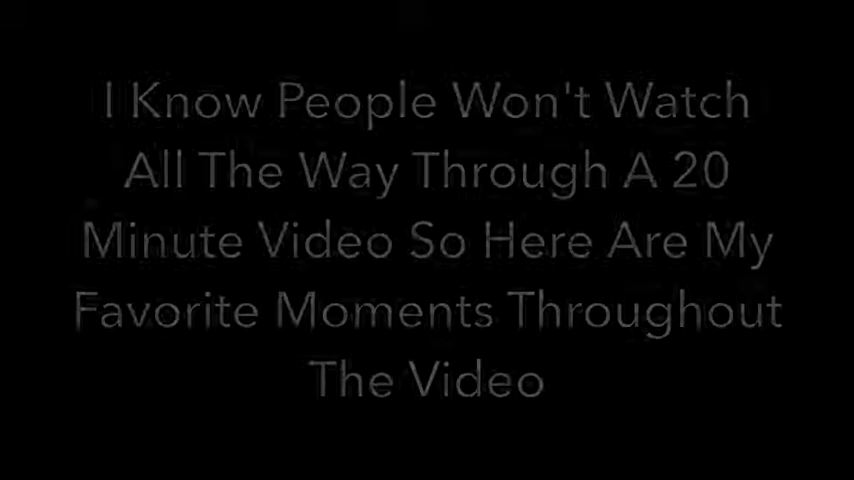 I Know People Won't Watch
All The Way Through A 20
Minute Video So Here Are My
Favorite Moments Throughout
The Video